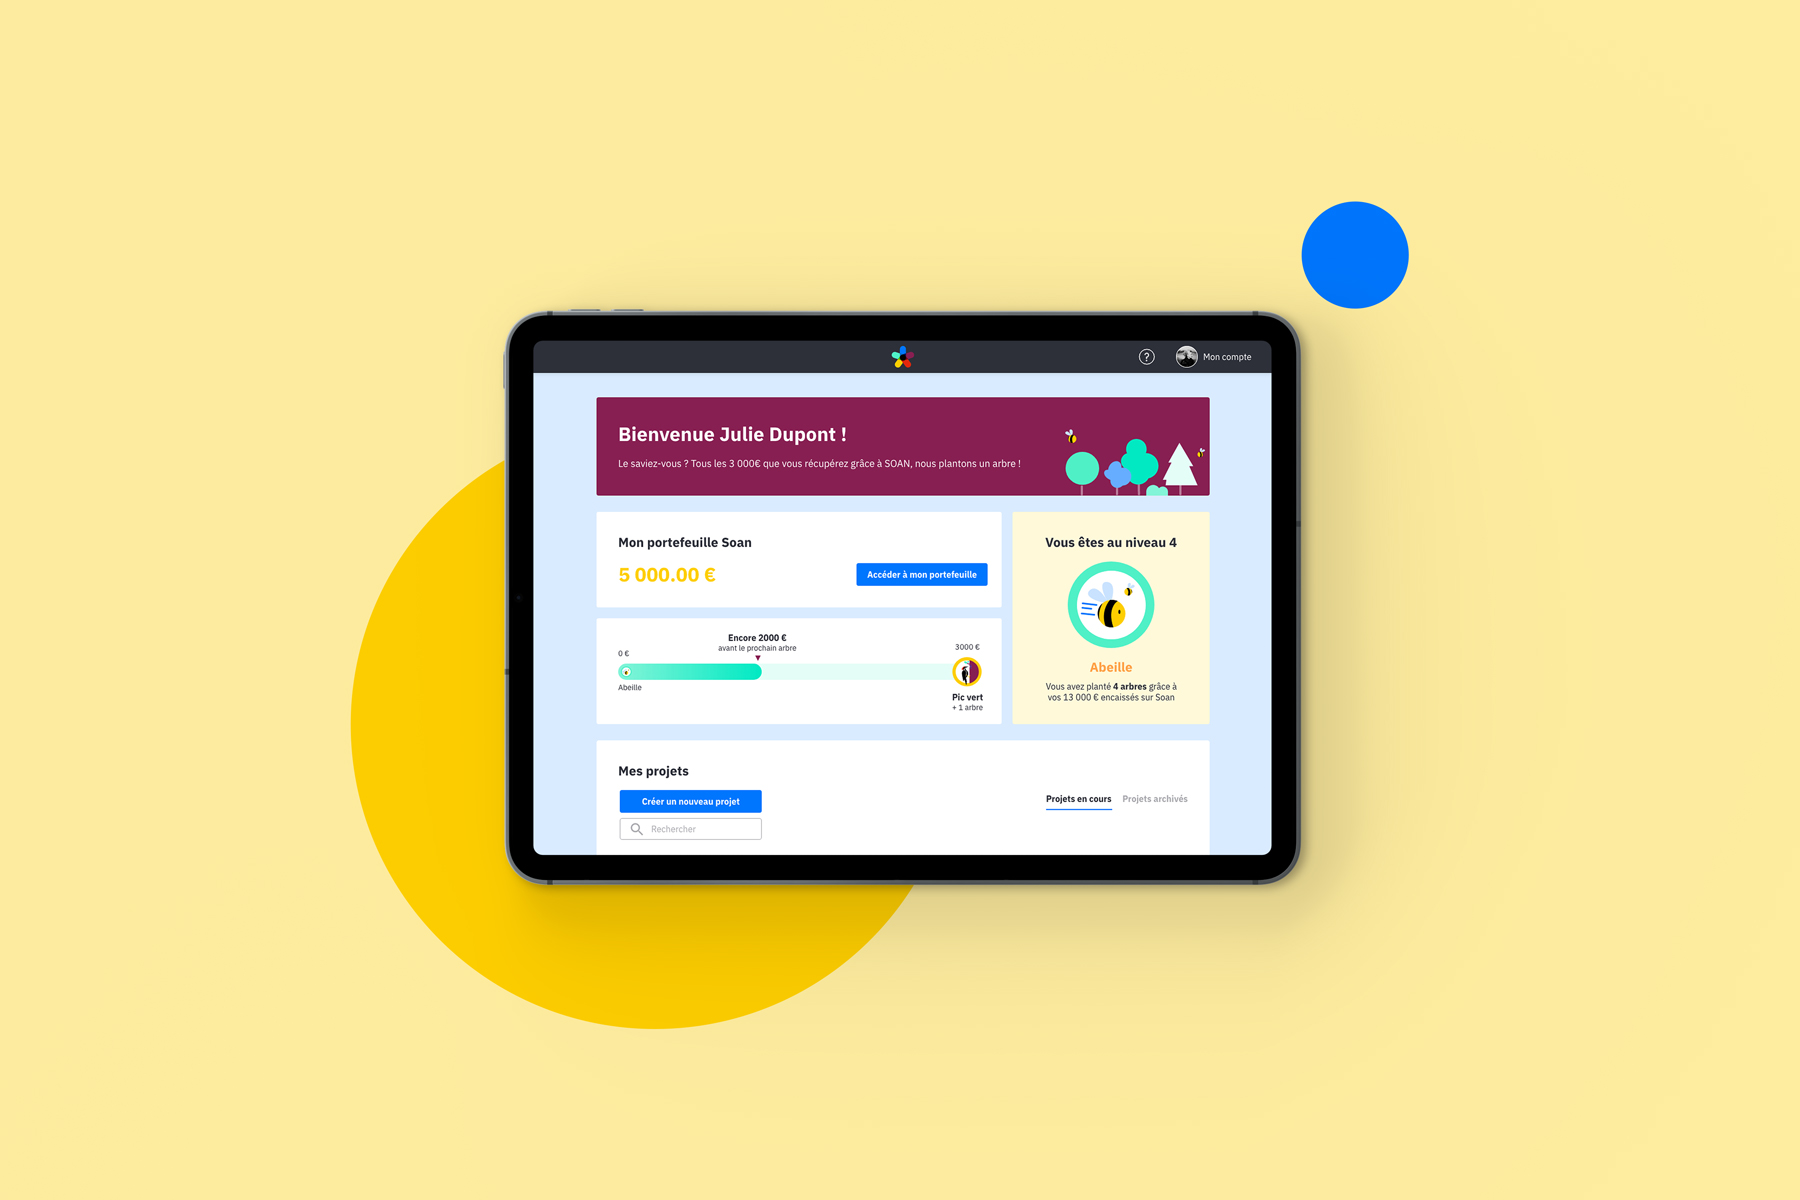 ?
Mon compte
Bienvenue Julie Dupont !
Le saviez-vous ? Tous les 3 000€ que vous récupérez grâce à SOAN, nous plantons un arbre !
Mon portefeuille Soan
5 000.00 €
Accéder à mon portefeuille
Vous êtes au niveau 4
Abeille
Vous avez planté 4 arbres grâce à
vos 13 000 € encaissés sur Soan
Encore 2000 €
avant le prochain arbre
0 €
3000 €
Abeille
Pic vert
+ 1 arbre
Mes projets
Créer un nouveau projet
Rechercher
Projets en cours
Projets archivés